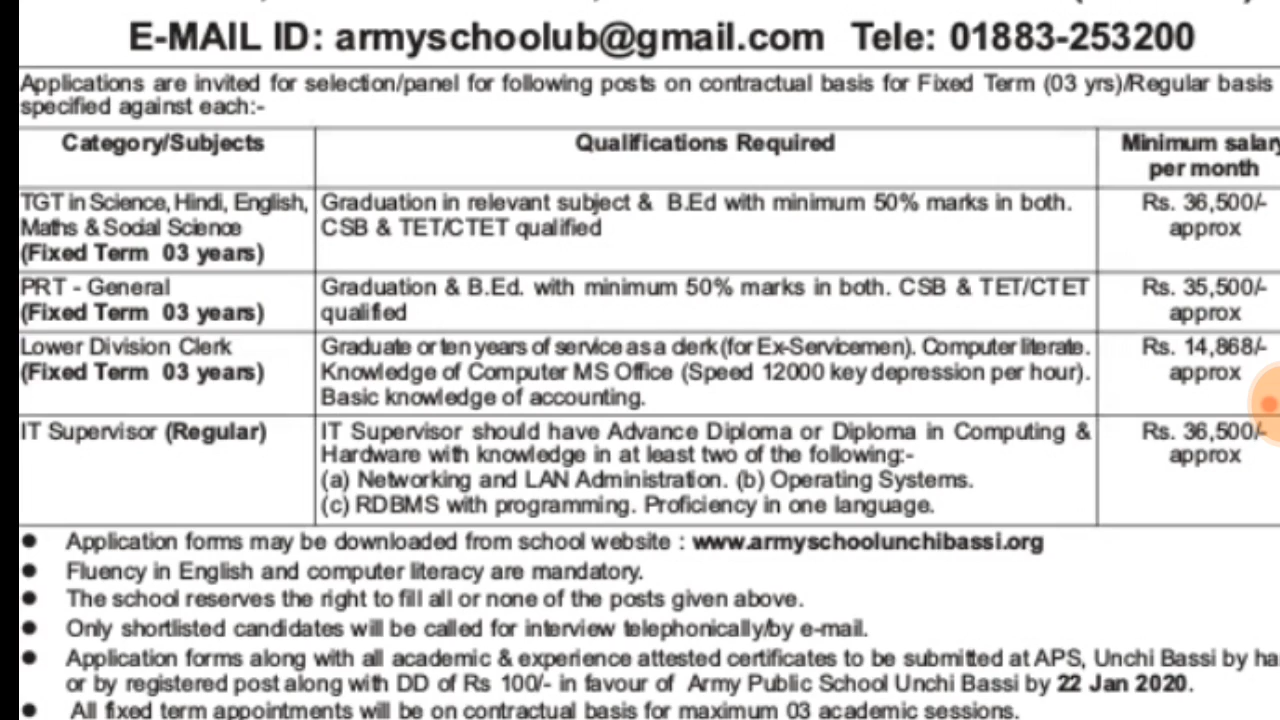 E-MAIL ID: armyschoolub@gmail.com Tele: 01883-253200
Applications are invited for selection/panel for following posts on contractual basis for Fixed Term (03 yrs)/Regular basis
specified against each:-
Category/Subjects
Qualifications Required
Minimum salary
per month
TGT in Science, Hindi, English,
Maths & Social Science
(Fixed Term 03 years)
Graduation in relevant subject & B.Ed with minimum 50% marks in both.
CSB & TET/CTET qualified
Rs. 36,500/-
approx
PRT - General
(Fixed Term 03 years)
Graduation & B.Ed. with minimum 50% marks in both. CSB & TET/CTET
qualified
Rs. 35,500/-
approx
Lower Division Clerk
(Fixed Term 03 years)
Graduate or ten years of service as a clerk (for Ex-Servicemen). Computer literate.
Knowledge of Computer MS Office (Speed 12000 key depression per hour).
Basic knowledge of accounting.
Rs. 14,868/-
approx
IT Supervisor (Regular)
IT Supervisor should have Advance Diploma or Diploma in Computing &
Hardware with knowledge in at least two of the following:-
(a) Networking and LAN Administration. (b) Operating Systems.
(c) RDBMS with programming. Proficiency in one language.
Rs. 36,500/-
approx
● Application forms may be downloaded from school website : www.armyschoolunchibassi.org
● Fluency in English and computer literacy are mandatory.
● The school reserves the right to fill all or none of the posts given above.
● Only shortlisted candidates will be called for interview telephonically/by e-mail.
● Application forms along with all academic & experience attested certificates to be submitted at APS, Unchi Bassi by ha
or by registered post along with DD of Rs 100/- in favour of Army Public School Unchi Bassi by 22 Jan 2020.
● All fixed term appointments will be on contractual basis for maximum 03 academic sessions.